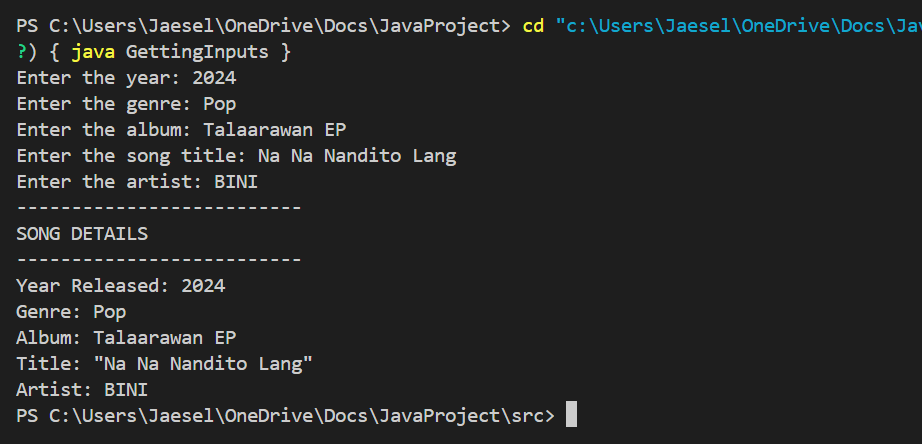 PS C:\Users\Jaesel\OneDrive\Docs\JavaProject> cd "c:\Users\Jaesel\OneDrive\Docs\Jav
?) { java GettingInputs }
Enter the year: 2024
Enter the genre: Pop
Enter the album: Talaarawan EP
Enter the song title: Na Na Nandito Lang
Enter the artist: BINI
--------------------------
SONG DETAILS
--------------------------
Year Released: 2024
Genre: Pop
Album: Talaarawan EP
Title: "Na Na Nandito Lang"
Artist: BINI
PS C:\Users\Jaesel\OneDrive\Docs\JavaProject\src>